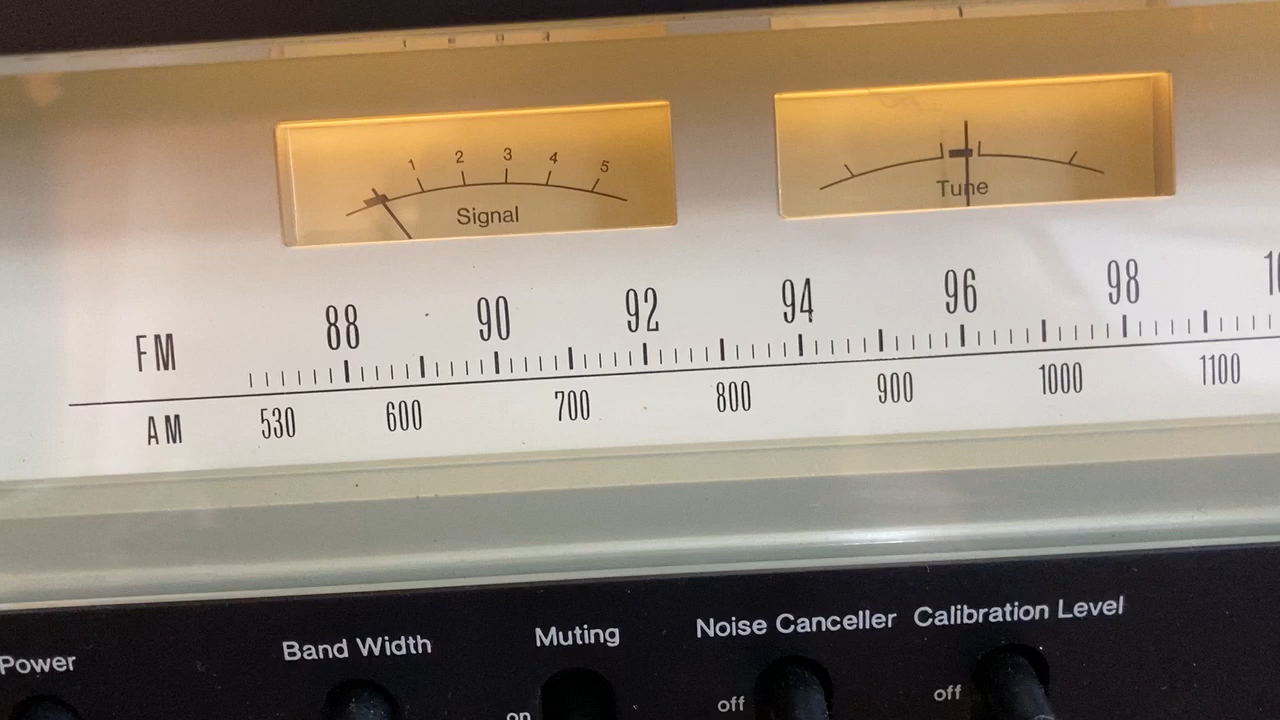 1 2 3 4 5
Signal
Tune
FM 88 90 92 94 96 98
AM 530 600 700 800 900 1000 1100
Power Band Width Muting Noise Canceller Calibration Level
on off off